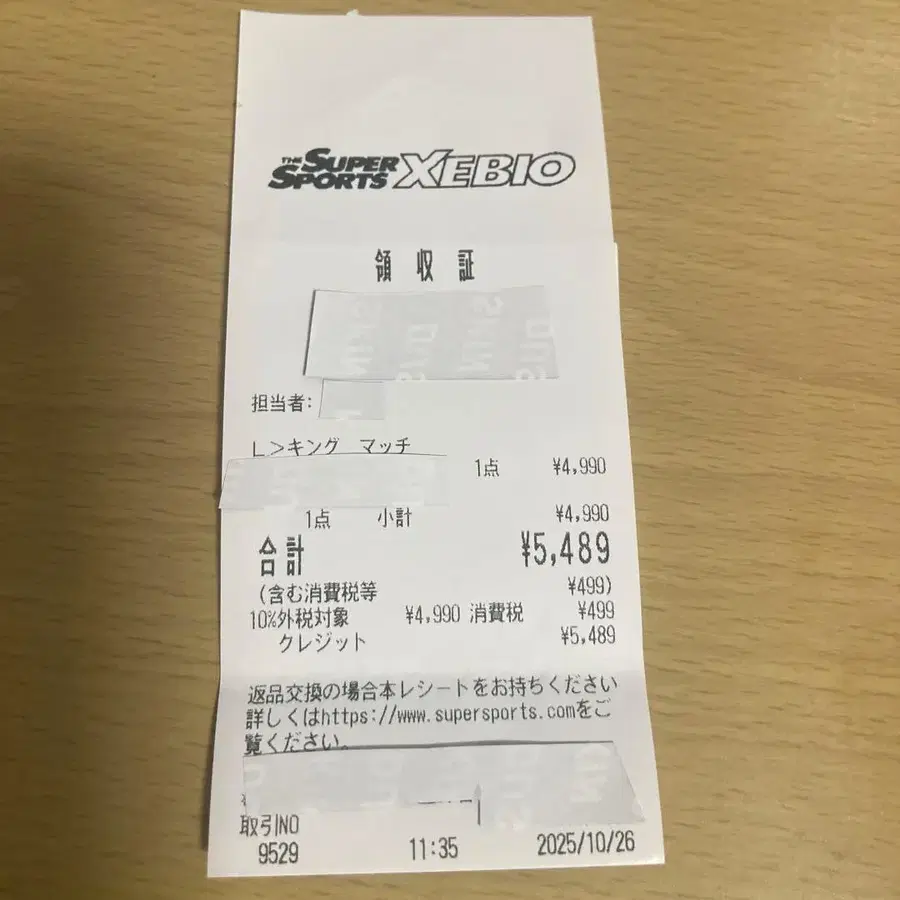 THE SUPER SPORTS XEBIO
領収証
担当者:
L>キング マッチ
1点 ¥4,990
1点 小計 ¥4,990
合計 ¥5,489
(含む消費税等 ¥499)
10%外税対象 ¥4,990 消費税 ¥499
クレジット ¥5,489
返品交換の場合本レシートをお持ちください
詳しくはhttps://www.supersports.comをご
覧ください。
取引NO
9529 11:35 2025/10/26